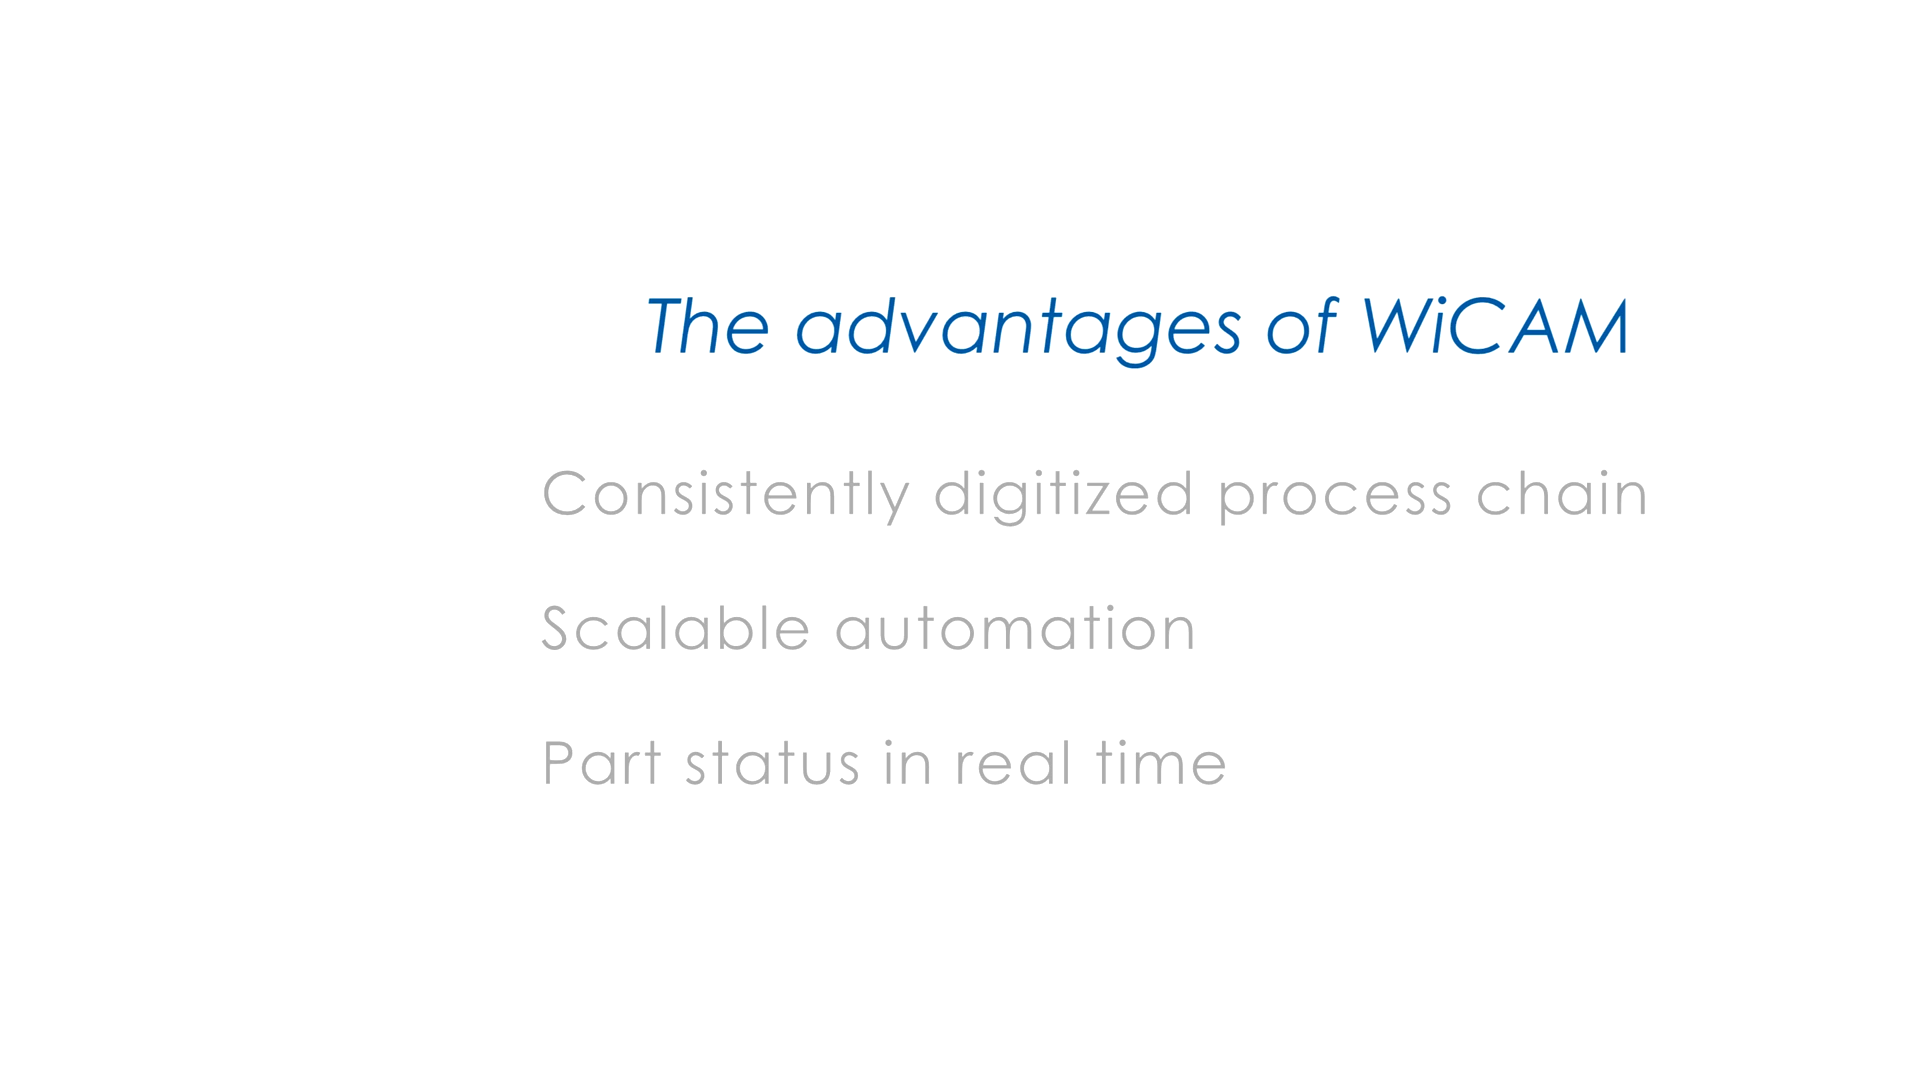 The advantages of WiCAM
Consistently digitized process chain
Scalable automation
Part status in real time